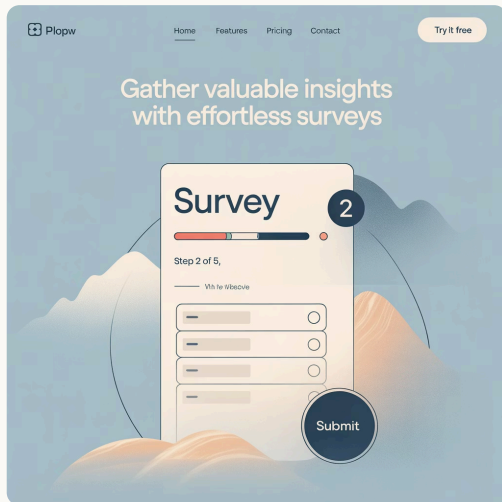 Plopw
Home Features Pricing Contact
Try it free
Gather valuable insights
with effortless surveys
Survey
2
Step 2 of 5,
Submit